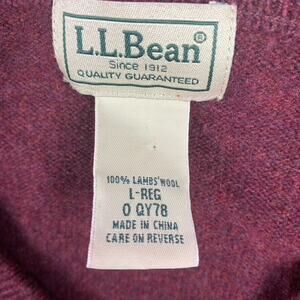 L.L.Bean®
Since 1912
QUALITY GUARANTEED
100% LAMBS' WOOL
L-REG
0 QY78
MADE IN CHINA
CARE ON REVERSE